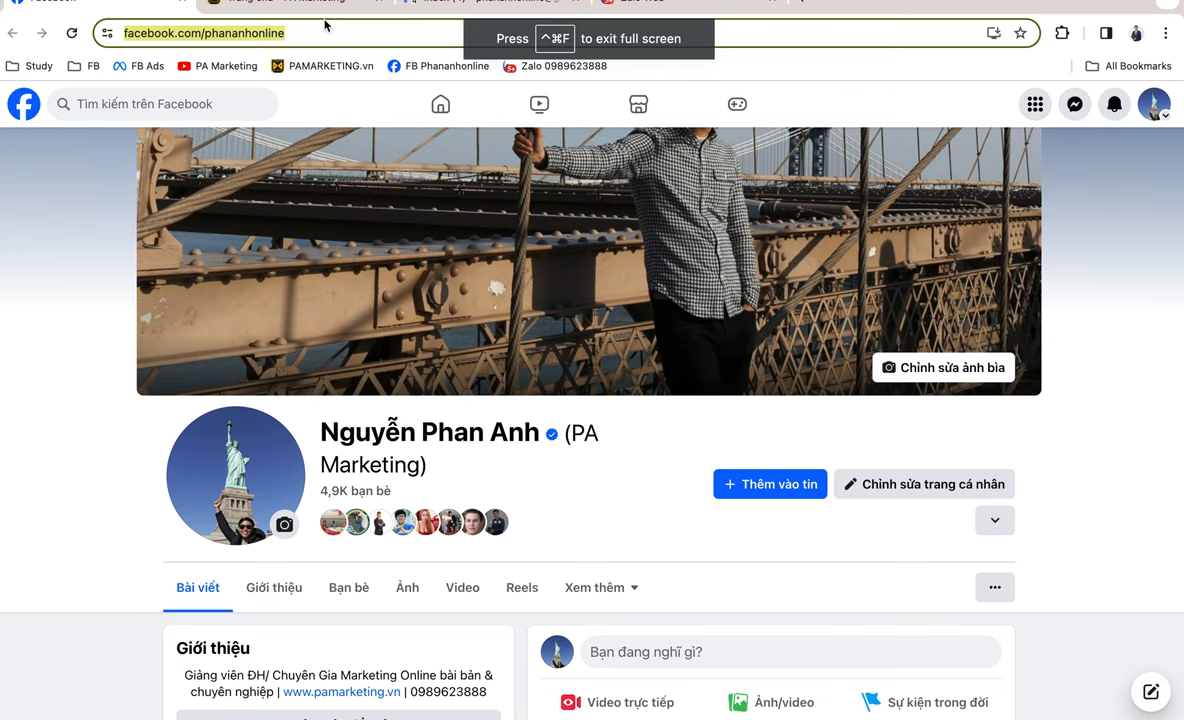 facebook.com/phananhonline
Press ^⌘F to exit full screen
Study FB FB Ads PA Marketing PAMARKETING.vn FB Phananhonline Zalo 0989623888 All Bookmarks
Tìm kiếm trên Facebook
Chỉnh sửa ảnh bìa
Nguyễn Phan Anh (PA
Marketing)
4,9K bạn bè
+ Thêm vào tin
Chỉnh sửa trang cá nhân
Bài viết Giới thiệu Bạn bè Ảnh Video Reels Xem thêm
Giới thiệu
Giảng viên ĐH/ Chuyên Gia Marketing Online bài bản &
chuyên nghiệp | www.pamarketing.vn | 0989623888
Bạn đang nghĩ gì?
Video trực tiếp Ảnh/video Sự kiện trong đời